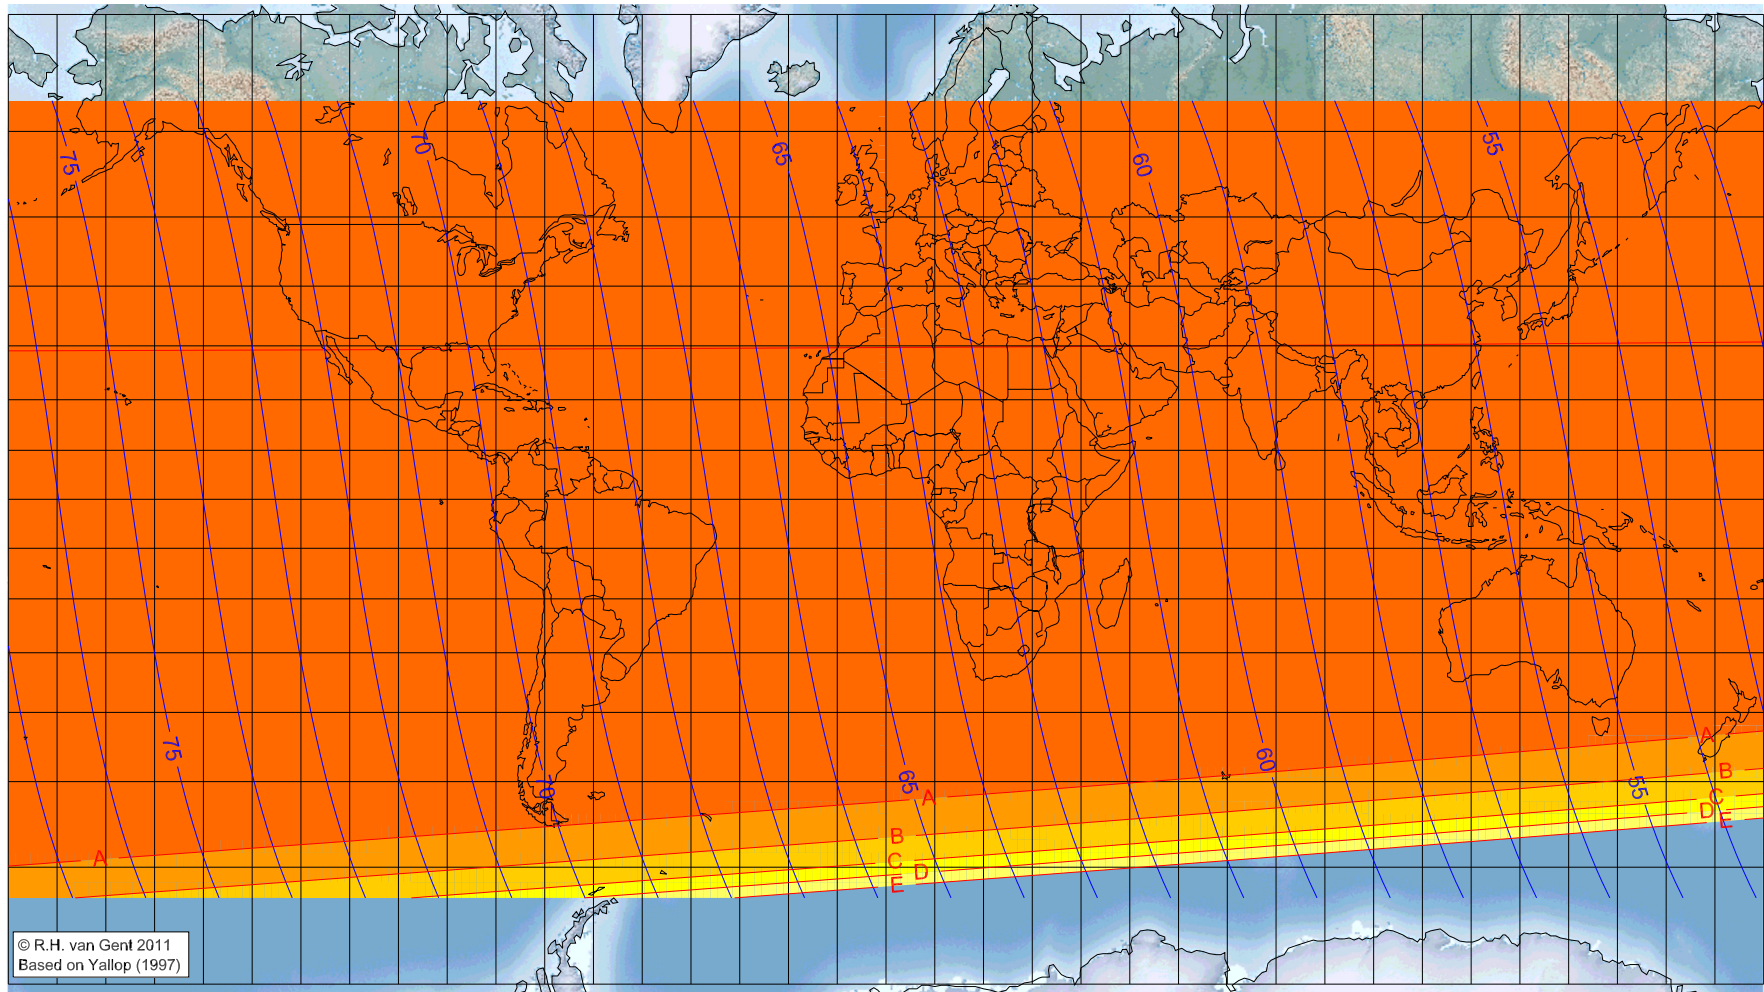 75
70
65
60
55
A
B
C
D
E
A
B
C
D
E
A
75
70
65
60
55
© R.H. van Gent 2011
Based on Yallop (1997)